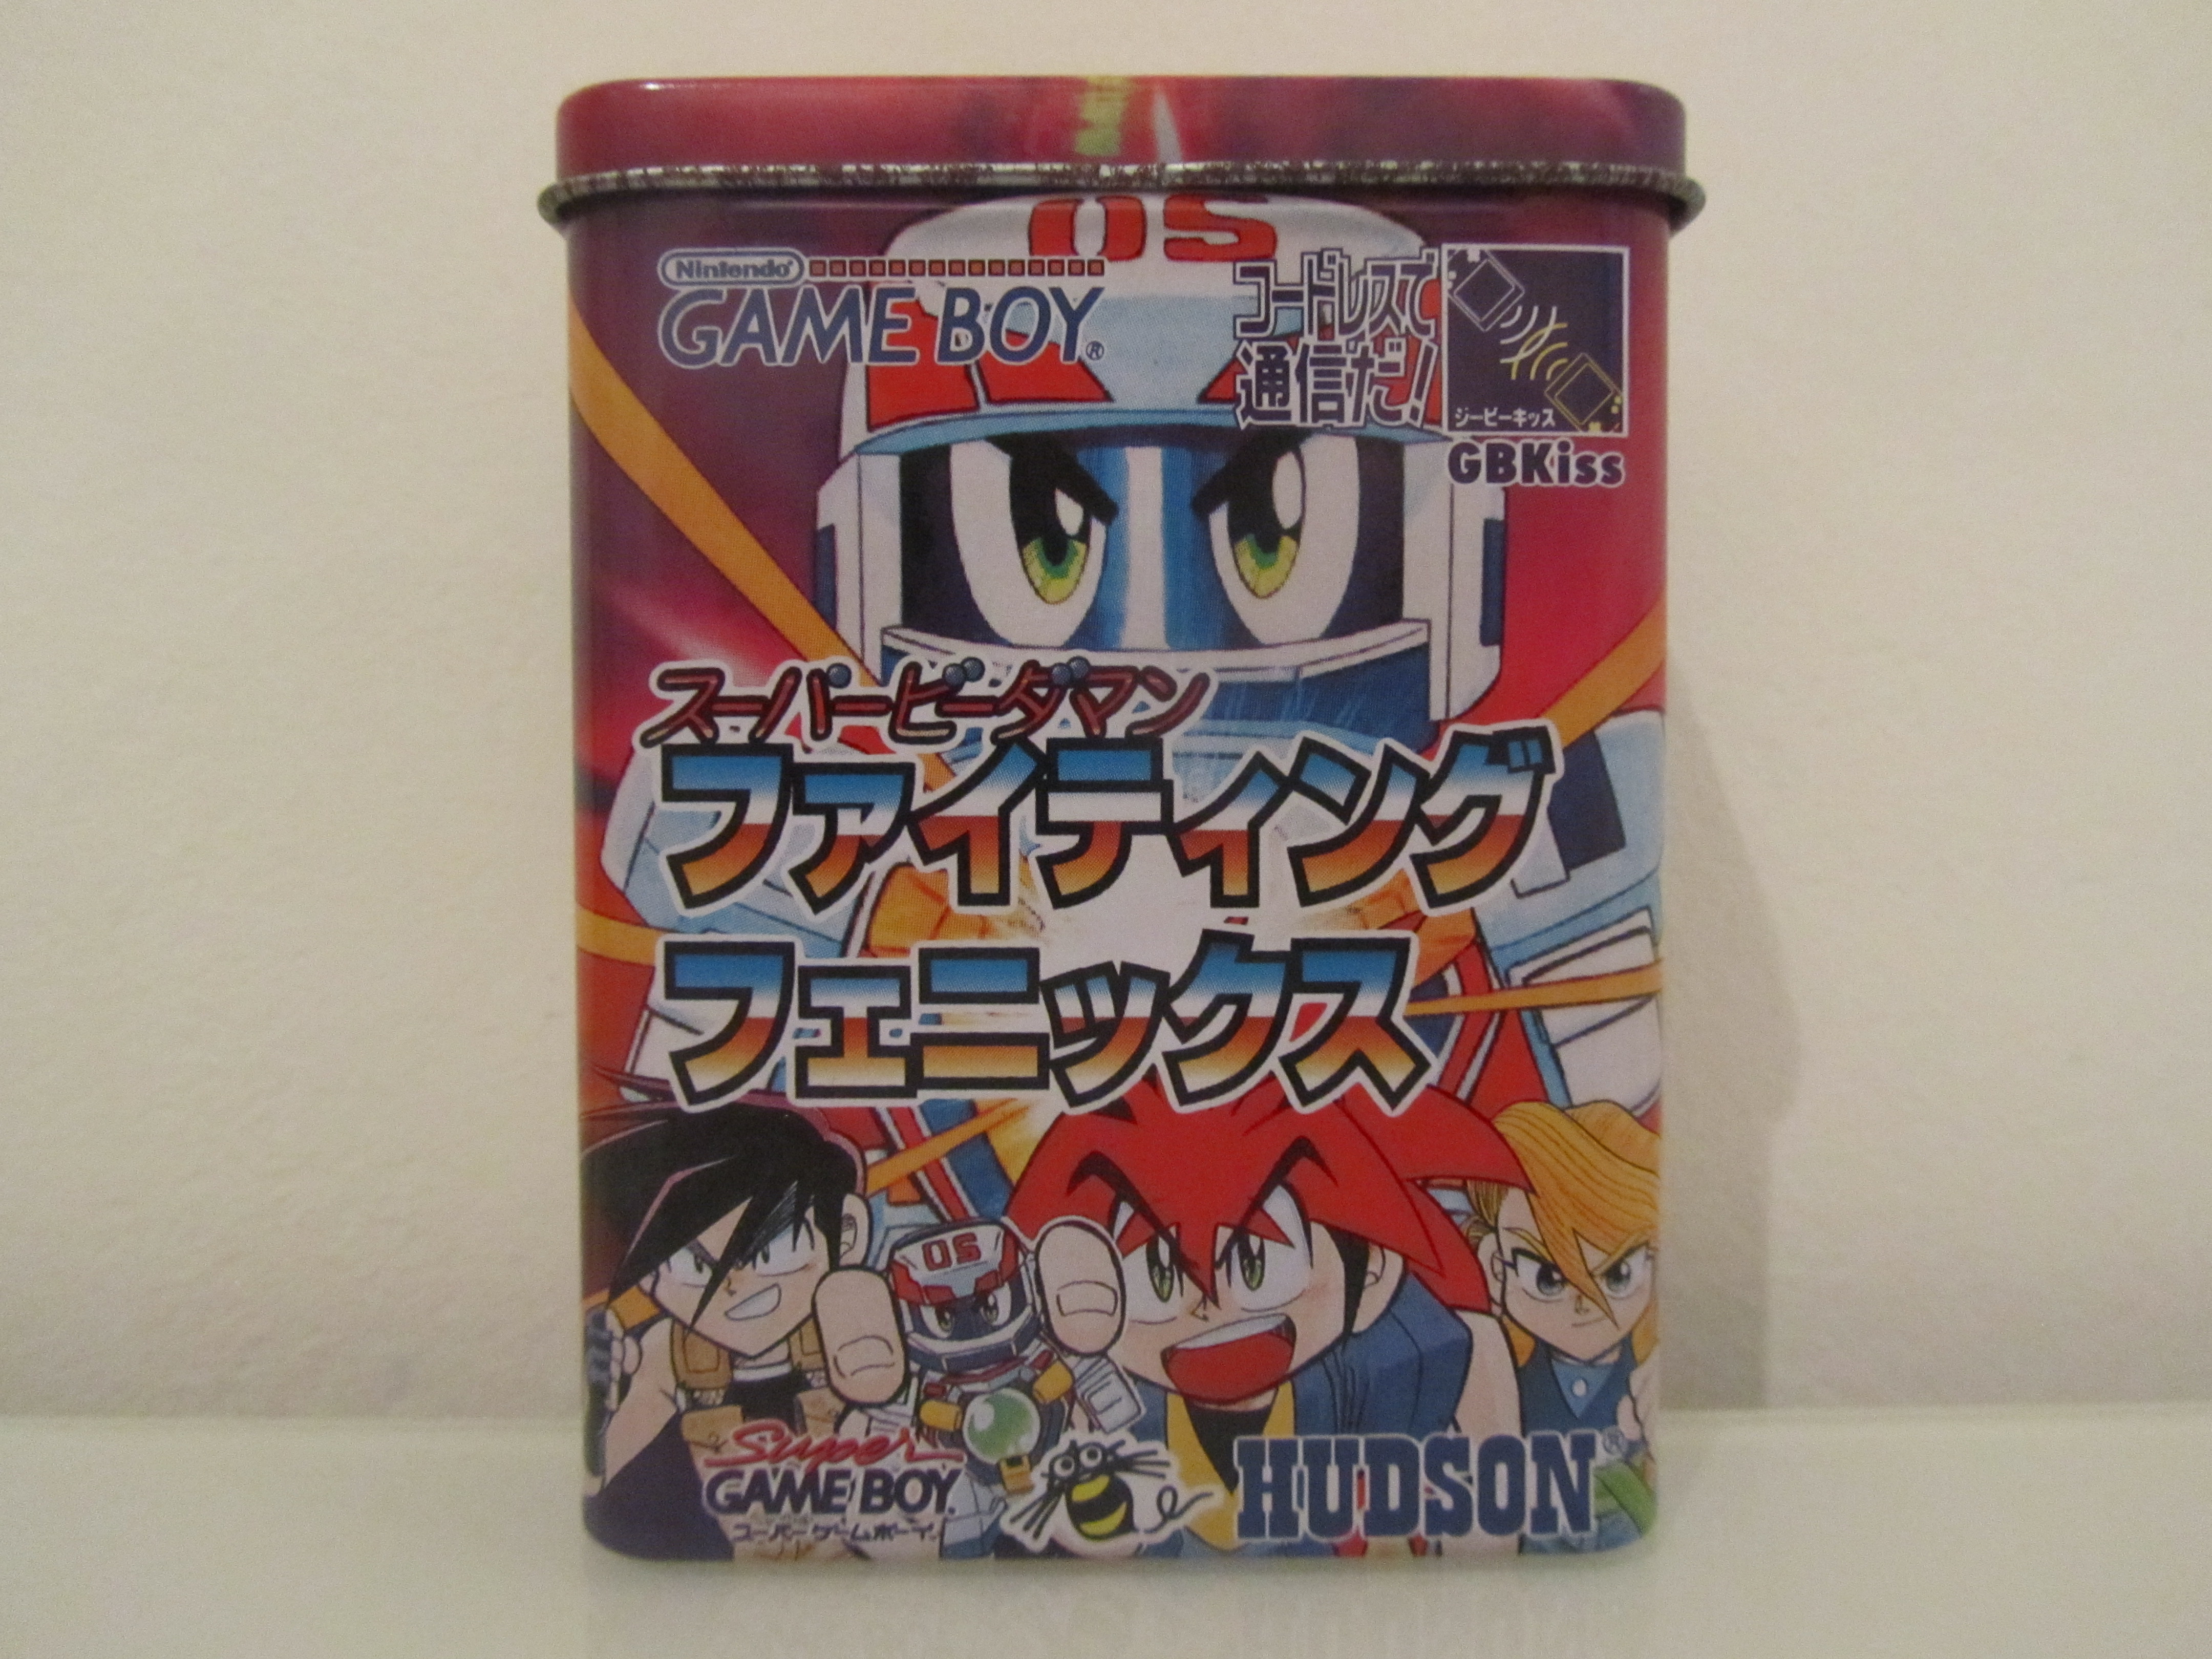 05
Nintendo®
GAME BOY®
コードレスで
通信だ!
ジーピーキッス
GBKiss
スーパービーダマン
ファイティング
フェニックス
05
Super
GAME BOY
スーパーゲームボーイ
HUDSON®